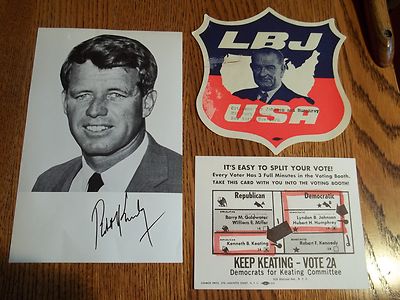 LBJ
USA
Robt Kennedy
IT'S EASY TO SPLIT YOUR VOTE!
Every Voter Has 3 Full Minutes in the Voting Booth.
TAKE THIS CARD WITH YOU INTO THE VOTING BOOTH!
Republican
Democratic
Barry M. Goldwater
William E. Miller
Lyndon B. Johnson
Hubert H. Humphrey
Kenneth B. Keating
Robert F. Kennedy
KEEP KEATING - VOTE 2A
Democrats for Keating Committee